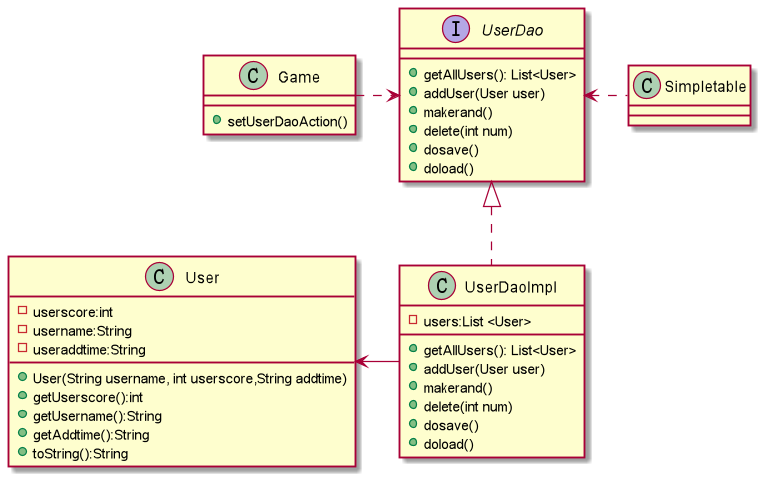 I UserDao
getAllUsers(): List<User>
addUser(User user)
makerand()
delete(int num)
dosave()
doload()
C Game
setUserDaoAction()
C Simpletable
C User
userscore:int
username:String
useraddtime:String
User(String username, int userscore,String addtime)
getUserscore():int
getUsername():String
getAddtime():String
toString():String
C UserDaoImpl
users:List <User>
getAllUsers(): List<User>
addUser(User user)
makerand()
delete(int num)
dosave()
doload()